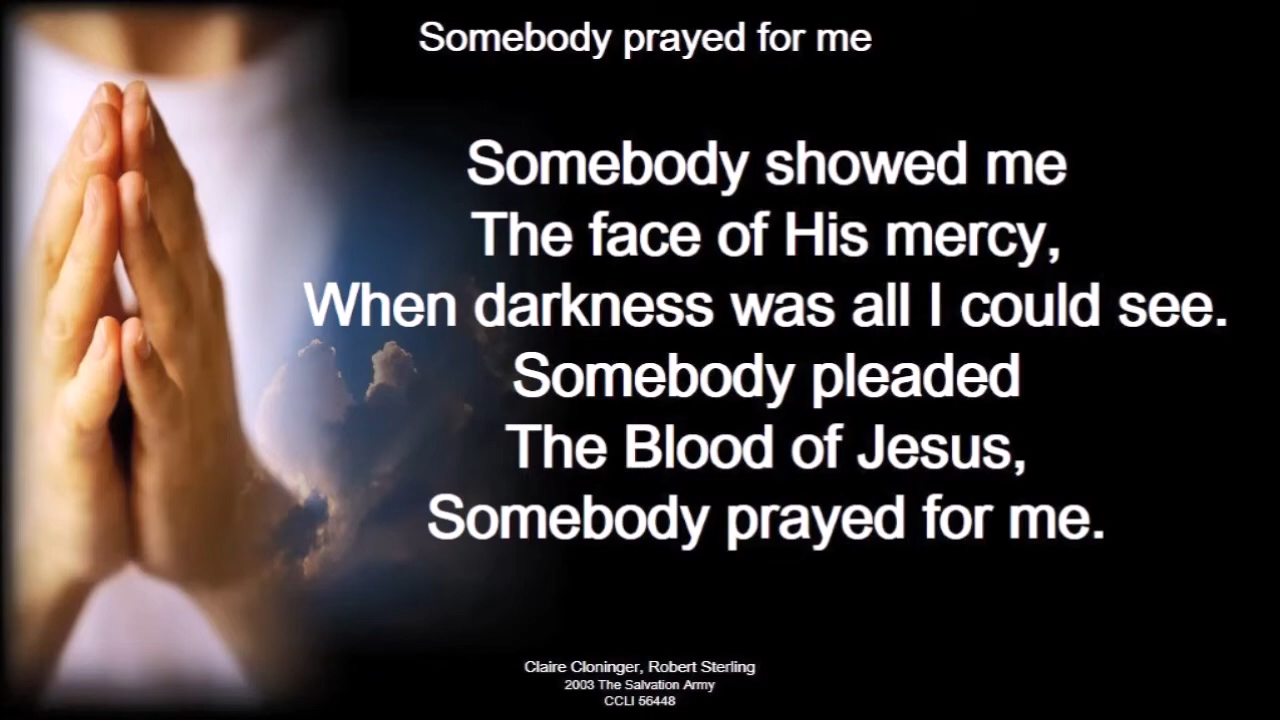 Somebody prayed for me
Somebody showed me
The face of His mercy,
When darkness was all I could see.
Somebody pleaded
The Blood of Jesus,
Somebody prayed for me.
Claire Cloninger, Robert Sterling
2003 The Salvation Army
CCLI 56448